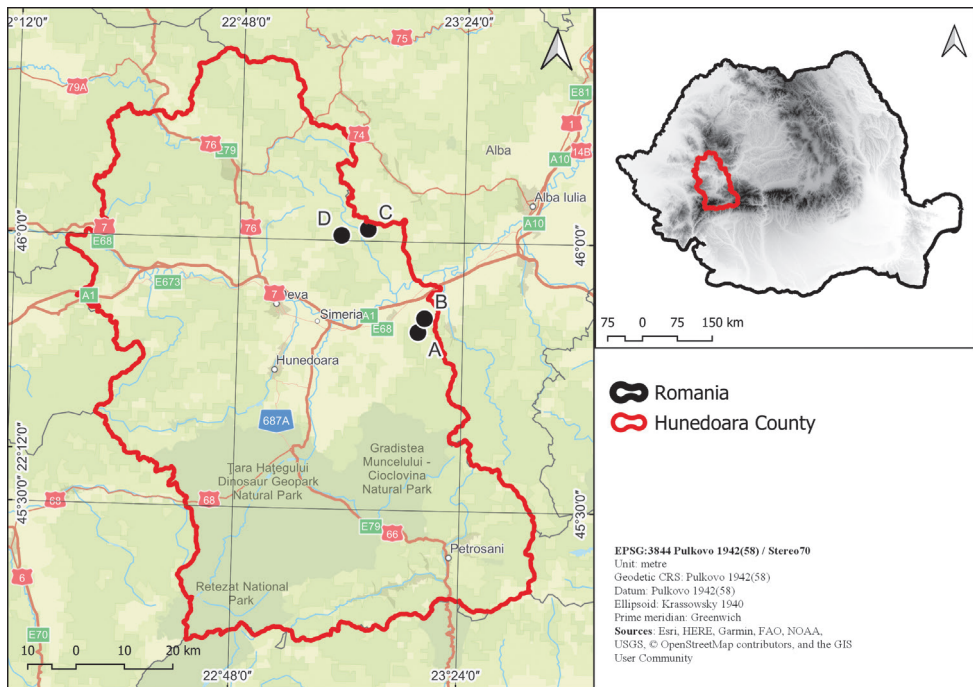 22°12'0"
22°48'0"
23°24'0"
75
79A
E81
74
1
76
E79
14B
Alba
A10
Alba Iulia
D
C
A10
7
76
46°0'0"
46°0'0"
E68
E673
A1
7
Deva
B
Simeria
A1
E68
A
Hunedoara
687A
22°12'0"
Gradistea
Muncelului -
Cioclovina
Natural Park
Țara Hațegului
Dinosaur Geopark
Natural Park
68
68
45°30'0"
45°30'0"
E79
66
Petrosani
6
Retezat National
Park
E70
10 0 10 20 km
22°48'0"
23°24'0"
75 0 75 150 km
Romania
Hunedoara County
EPSG:3844 Pulkovo 1942(58) / Stereo70
Unit: metre
Geodetic CRS: Pulkovo 1942(58)
Datum: Pulkovo 1942(58)
Ellipsoid: Krassowsky 1940
Prime meridian: Greenwich
Sources: Esri, HERE, Garmin, FAO, NOAA,
USGS, © OpenStreetMap contributors, and the GIS
User Community